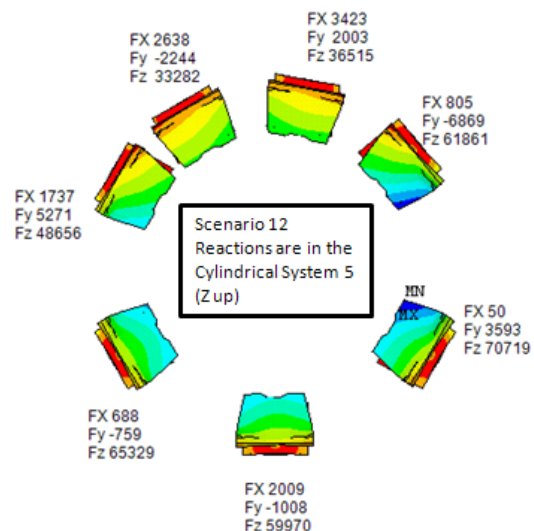 FX 3423
Fy 2003
Fz 36515
FX 2638
Fy -2244
Fz 33282
FX 805
Fy -6869
Fz 61861
FX 1737
Fy 5271
Fz 48656
Scenario 12
Reactions are in the
Cylindrical System 5
(Z up)
MN
MX
FX 50
Fy 3593
Fz 70719
FX 688
Fy -759
Fz 65329
FX 2009
Fy -1008
Fz 59970